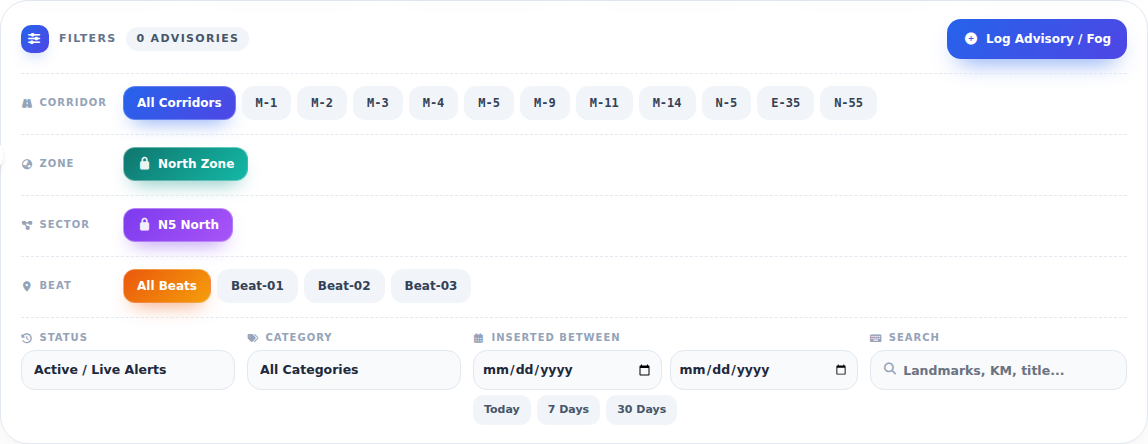 FILTERS 0 ADVISORIES Log Advisory / Fog
CORRIDOR All Corridors M-1 M-2 M-3 M-4 M-5 M-9 M-11 M-14 N-5 E-35 N-55
ZONE North Zone
SECTOR N5 North
BEAT All Beats Beat-01 Beat-02 Beat-03
STATUS CATEGORY INSERTED BETWEEN SEARCH
Active / Live Alerts All Categories mm/dd/yyyy mm/dd/yyyy Landmarks, KM, title...
Today 7 Days 30 Days